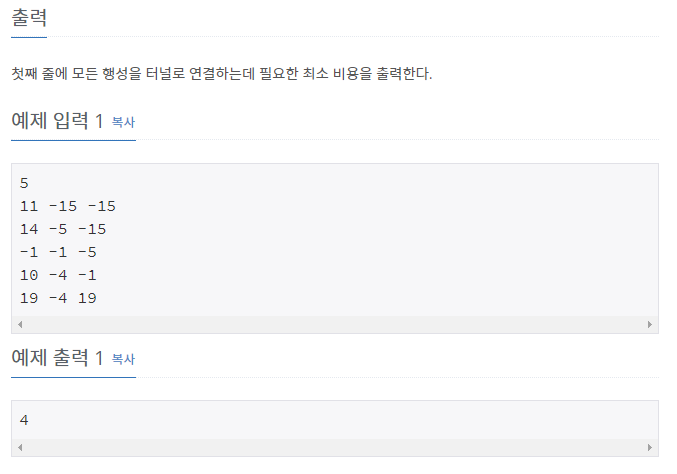 출력
첫째 줄에 모든 행성을 터널로 연결하는데 필요한 최소 비용을 출력한다.
예제 입력 1 복사
5
11 -15 -15
14 -5 -15
-1 -1 -5
10 -4 -1
19 -4 19
예제 출력 1 복사
4